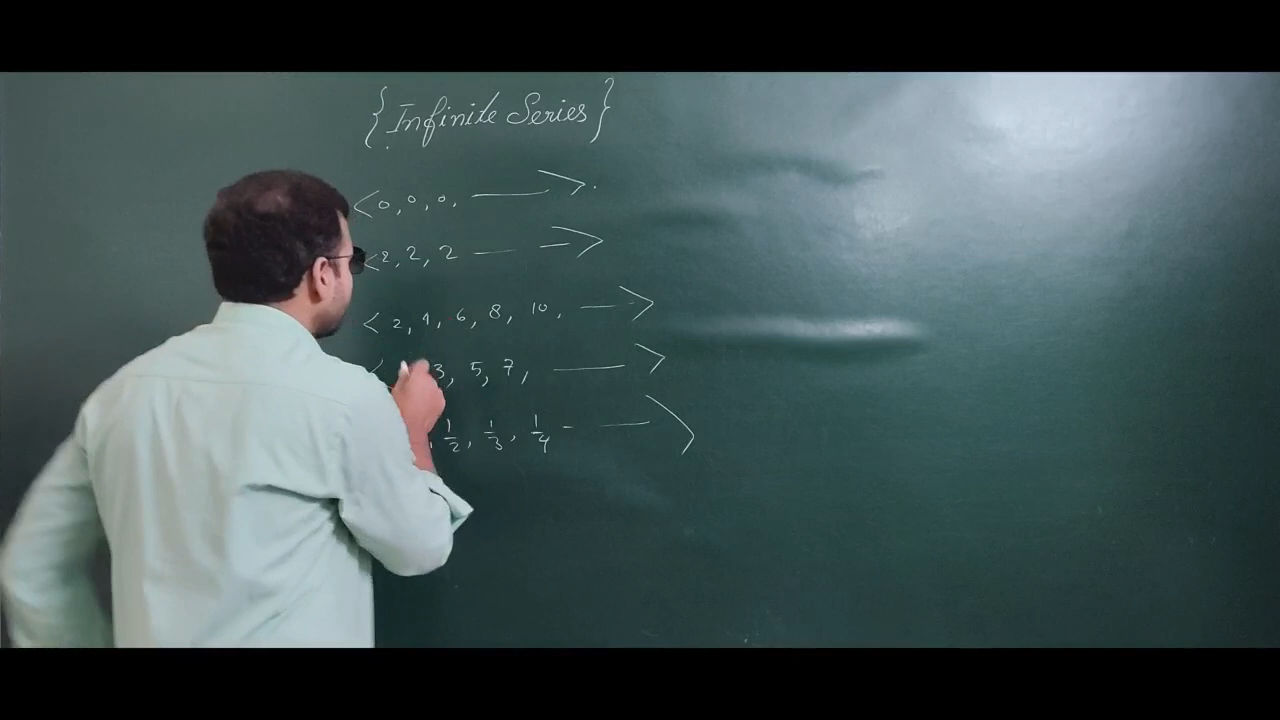 {Infinite Series}
<0, 0, 0, —— >.
<2, 2, 2 — — >
<2, 4, 6, 8, 10, — >
< 3, 5, 7, —— >
, 1/2, 1/3, 1/4 - — >